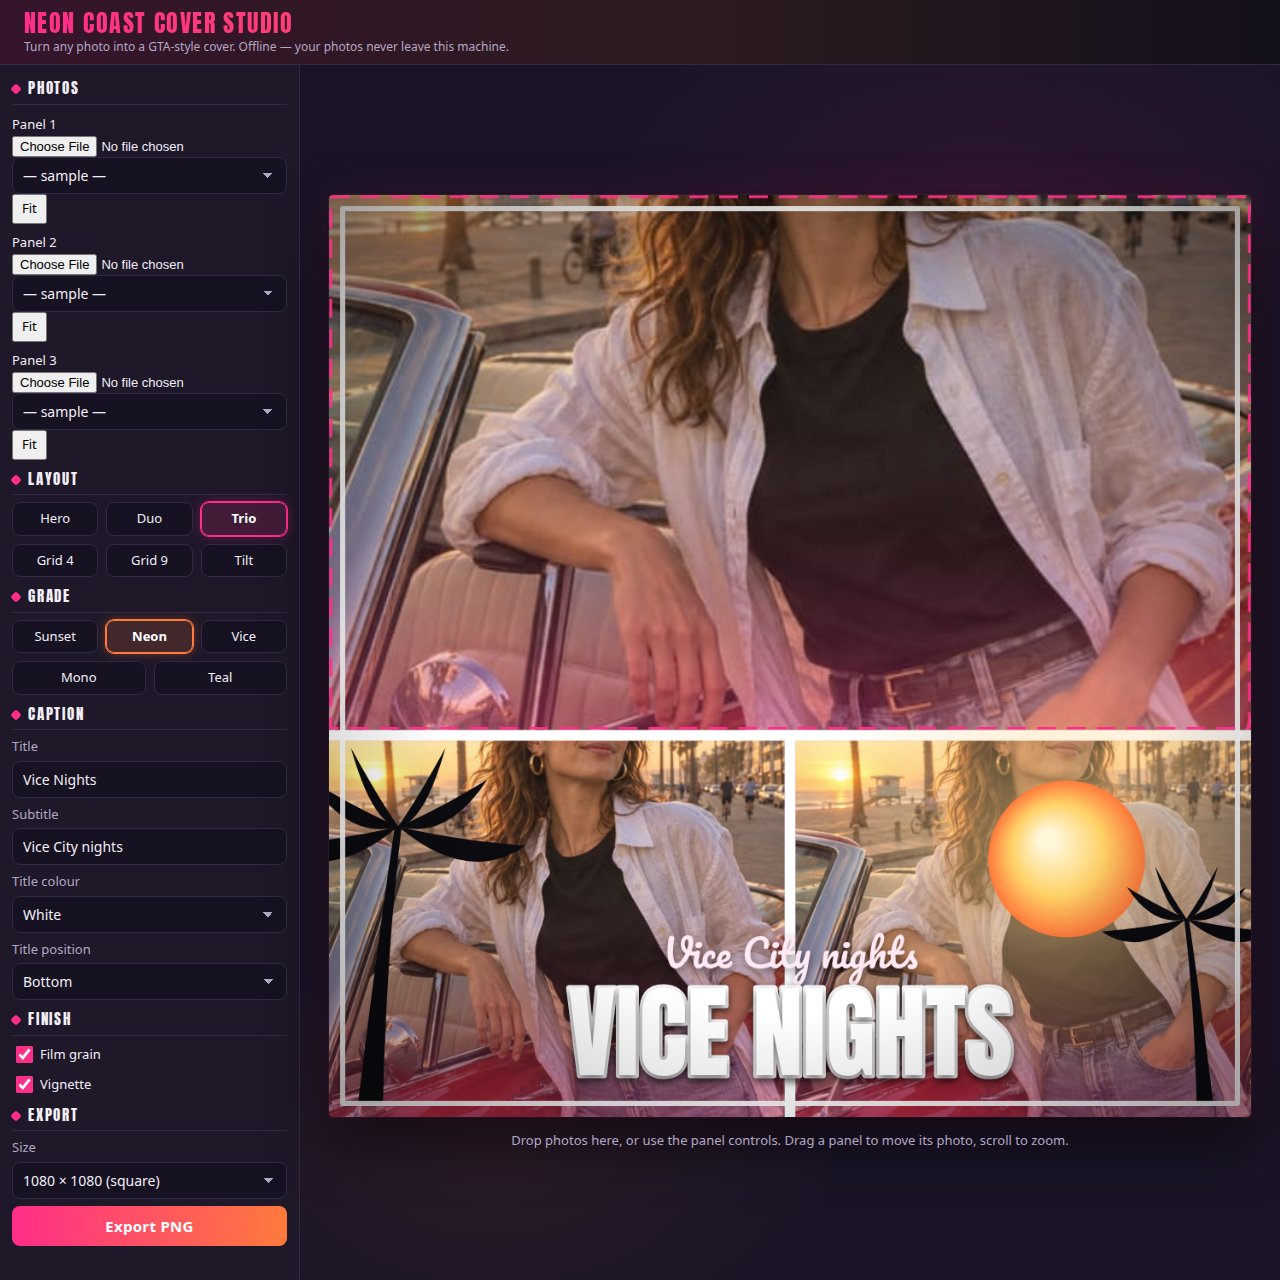 NEON COAST COVER STUDIO
Turn any photo into a GTA-style cover. Offline — your photos never leave this machine.
PHOTOS
Panel 1
Choose File No file chosen
— sample —
Fit
Panel 2
Choose File No file chosen
— sample —
Fit
Panel 3
Choose File No file chosen
— sample —
Fit
LAYOUT
Hero Duo Trio
Grid 4 Grid 9 Tilt
GRADE
Sunset Neon Vice
Mono Teal
CAPTION
Title
Vice Nights
Subtitle
Vice City nights
Title colour
White
Title position
Bottom
FINISH
Film grain
Vignette
EXPORT
Size
1080 × 1080 (square)
Export PNG
Vice City nights
VICE NIGHTS
Drop photos here, or use the panel controls. Drag a panel to move its photo, scroll to zoom.